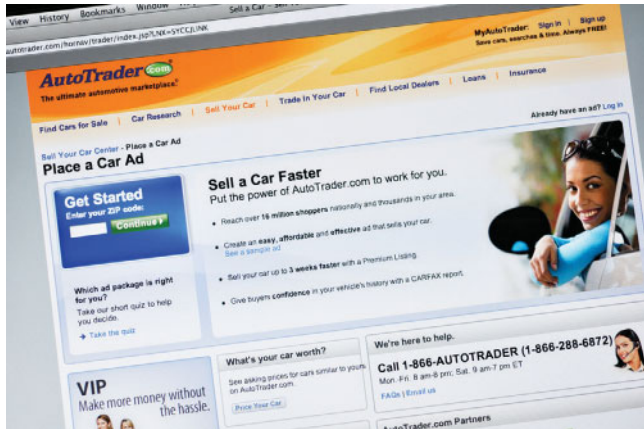 View History Bookmarks Window
Sell a Car
autotrader.com/hornav/trader/index.jsp?LNK=SYCCJLINK
AutoTrader.com
The ultimate automotive marketplace.
MyAutoTrader: Sign in | Sign up
Save cars, searches & time. Always FREE!
Find Cars for Sale | Car Research | Sell Your Car | Trade In Your Car | Find Local Dealers | Loans | Insurance
Sell Your Car Center - Place a Car Ad
Already have an ad? Log in
Place a Car Ad
Get Started
Enter your ZIP code:
Continue
Which ad package is right
for you?
Take our short quiz to help
you decide.
Take the quiz
Sell a Car Faster
Put the power of AutoTrader.com to work for you.
• Reach over 16 million shoppers nationally and thousands in your area.
• Create an easy, affordable and effective ad that sells your car.
See a sample ad
• Sell your car up to 3 weeks faster with a Premium Listing.
• Give buyers confidence in your vehicle's history with a CARFAX report.
VIP
Make more money without
the hassle.
What's your car worth?
See asking prices for cars similar to yours
on AutoTrader.com.
Price Your Car
We're here to help.
Call 1-866-AUTOTRADER (1-866-288-6872)
Mon-Fri. 8 am-8 pm; Sat. 9 am-7 pm ET
FAQs | Email us
AutoTrader.com Partners